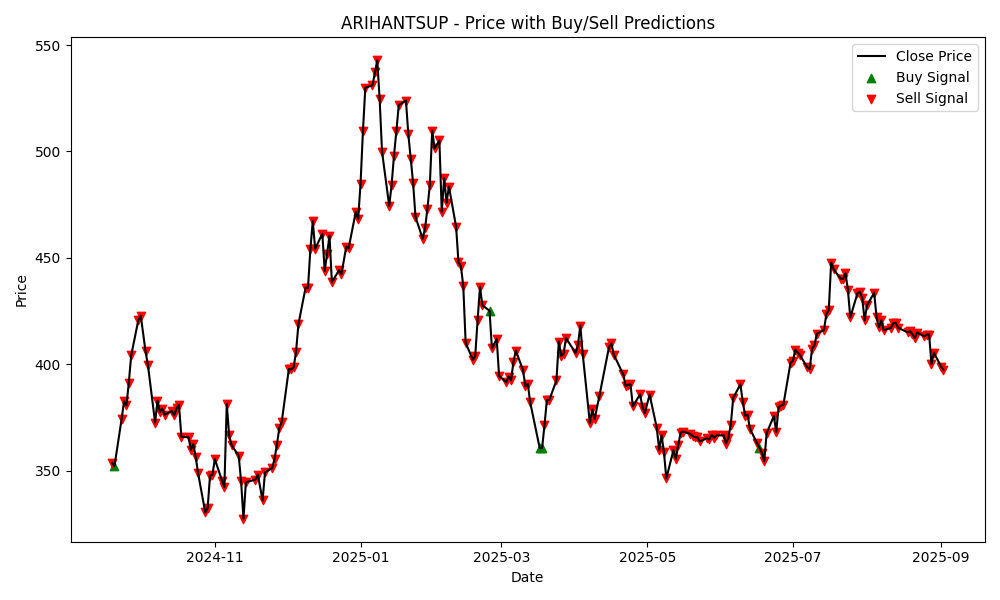 ARIHANTSUP - Price with Buy/Sell Predictions
Close Price
Buy Signal
Sell Signal
Price
550
500
450
400
350
2024-11
2025-01
2025-03
2025-05
2025-07
2025-09
Date